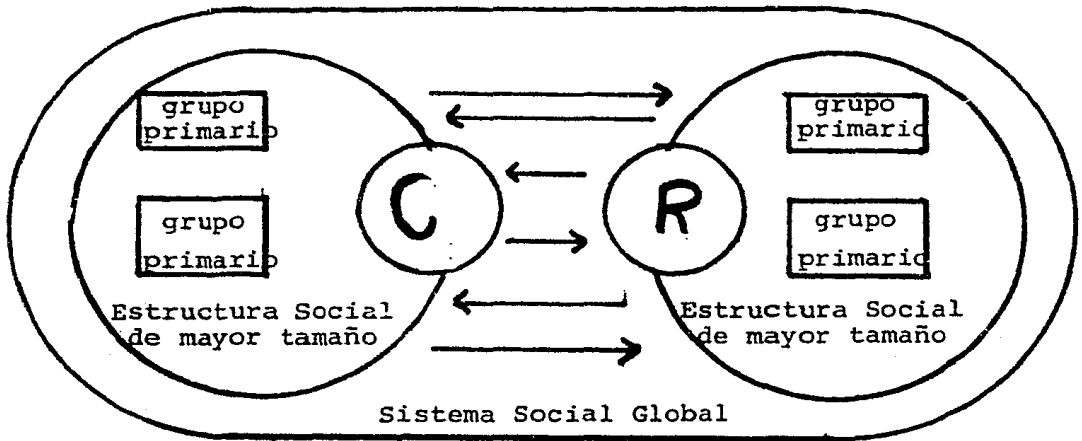 grupo
primario
grupo
primario
C
R
grupo
primario
grupo
primario
Estructura Social
de mayor tamaño
Estructura Social
de mayor tamaño
Sistema Social Global